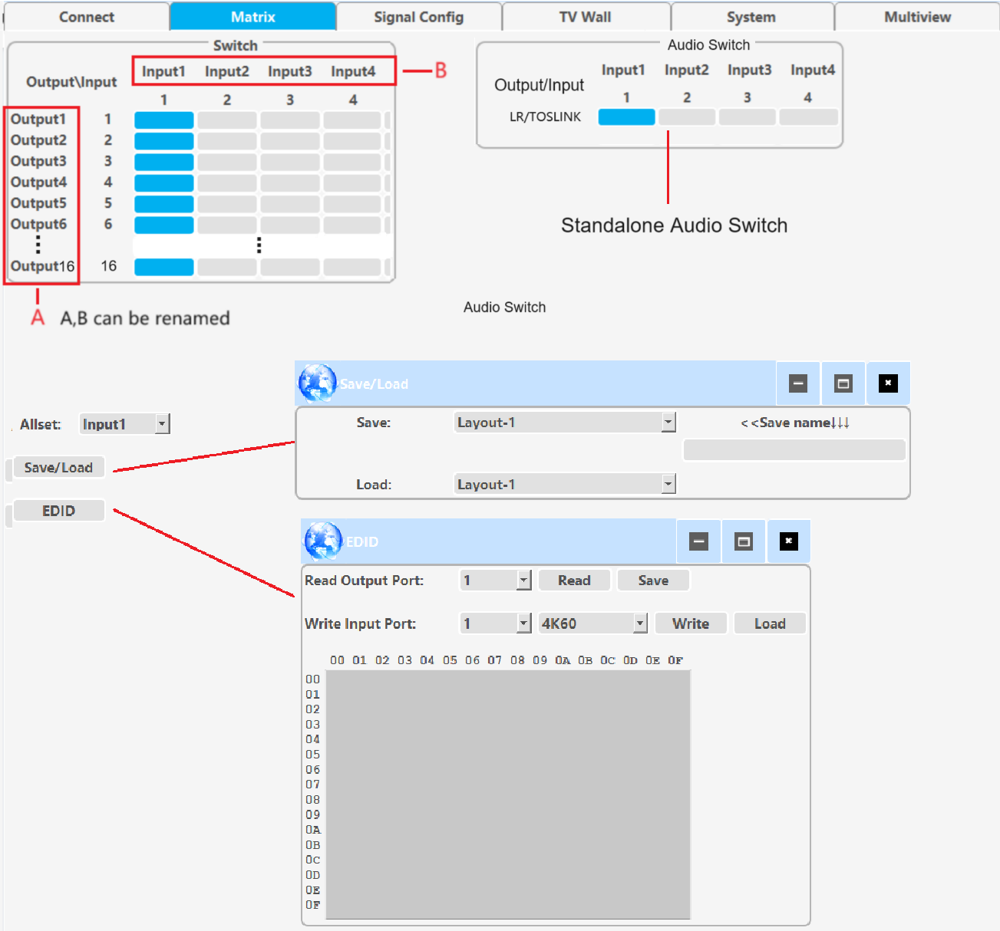 Connect Matrix Signal Config TV Wall System Multiview
Switch
Output\Input Input1 Input2 Input3 Input4 B
1 2 3 4
Output1 1
Output2 2
Output3 3
Output4 4
Output5 5
Output6 6
Output16 16
A A,B can be renamed
Audio Switch
Output/Input Input1 Input2 Input3 Input4
1 2 3 4
LR/TOSLINK
Standalone Audio Switch
Audio Switch
Allset: Input1
Save/Load
EDID
Save/Load
Save: Layout-1 <<Save name↓↓↓
Load: Layout-1
EDID
Read Output Port: 1 Read Save
Write Input Port: 1 4K60 Write Load
00 01 02 03 04 05 06 07 08 09 0A 0B 0C 0D 0E 0F
00
01
02
03
04
05
06
07
08
09
0A
0B
0C
0D
0E
0F